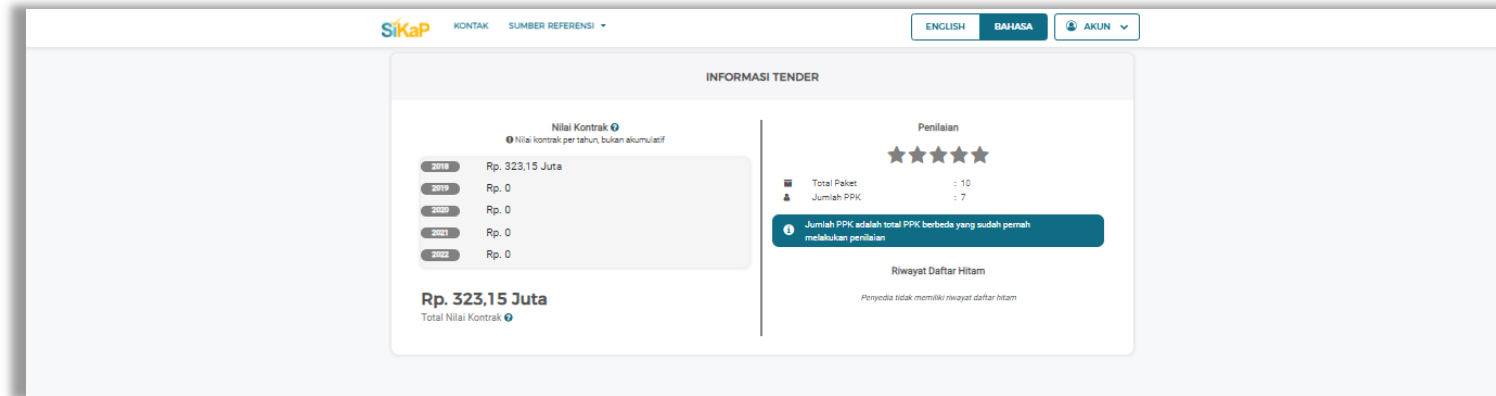 SiKaP KONTAK SUMBER REFERENSI ENGLISH BAHASA AKUN
INFORMASI TENDER
Nilai Kontrak
Nilai kontrak per tahun, bukan akumulatif
2018 Rp. 323,15 Juta
2019 Rp. 0
2020 Rp. 0
2021 Rp. 0
2022 Rp. 0
Rp. 323,15 Juta
Total Nilai Kontrak
Penilaian
Total Paket : 10
Jumlah PPK : 7
Jumlah PPK adalah total PPK berbeda yang sudah pernah
melakukan penilaian
Riwayat Daftar Hitam
Penyedia tidak memiliki riwayat daftar hitam